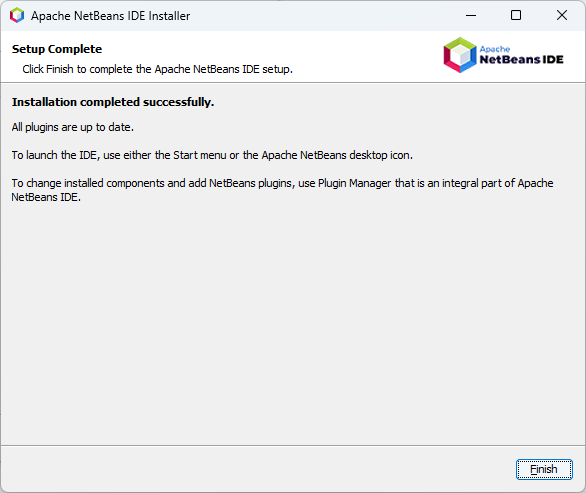 Apache NetBeans IDE Installer
Setup Complete
Click Finish to complete the Apache NetBeans IDE setup.
Apache
NetBeans IDE
Installation completed successfully.
All plugins are up to date.
To launch the IDE, use either the Start menu or the Apache NetBeans desktop icon.
To change installed components and add NetBeans plugins, use Plugin Manager that is an integral part of Apache
NetBeans IDE.
Finish